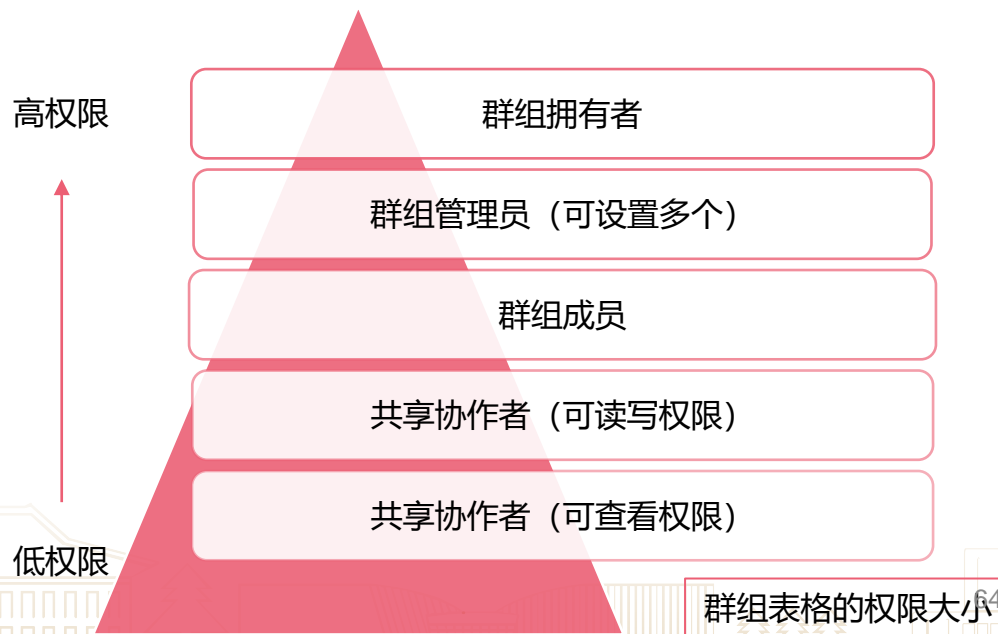 高权限
群组拥有者
群组管理员（可设置多个）
群组成员
共享协作者（可读写权限）
共享协作者（可查看权限）
低权限
群组表格的权限大小
64